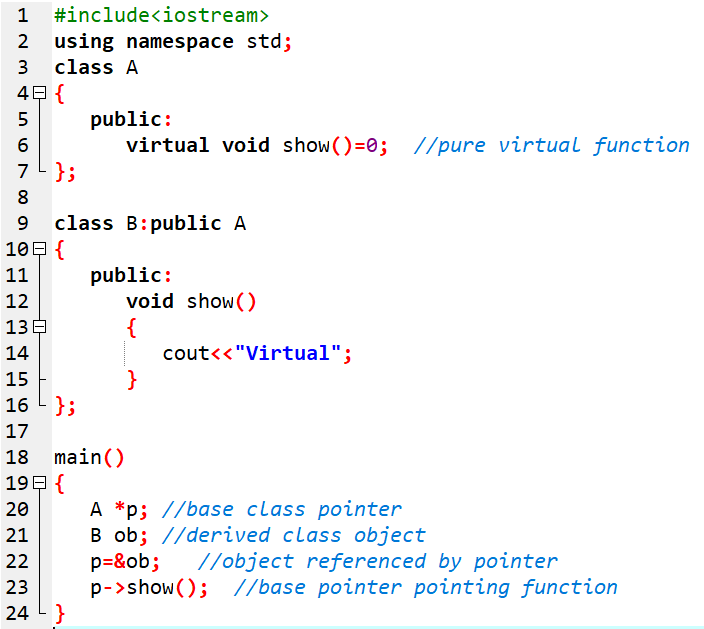 1 #include<iostream>
2 using namespace std;
3 class A
4 {
5 public:
6 virtual void show()=0; //pure virtual function
7 };
8
9 class B:public A
10 {
11 public:
12 void show()
13 {
14 cout<<"Virtual";
15 }
16 };
17
18 main()
19 {
20 A *p; //base class pointer
21 B ob; //derived class object
22 p=&ob; //object referenced by pointer
23 p->show(); //base pointer pointing function
24 }